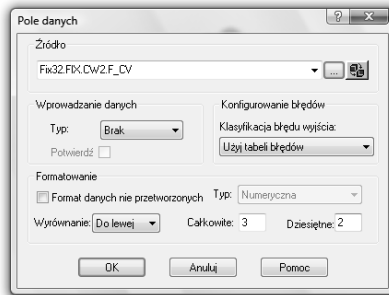 Pole danych
Źródło
Fix32.FIX.CW2.F_CV
...
Wprowadzanie danych
Typ: Brak
Potwierdź
Konfigurowanie błędów
Klasyfikacja błędu wyjścia:
Użyj tabeli błędów
Formatowanie
Format danych nie przetworzonych Typ: Numeryczna
Wyrównanie: Do lewej Całkowite: 3 Dziesiętne: 2
OK Anuluj Pomoc